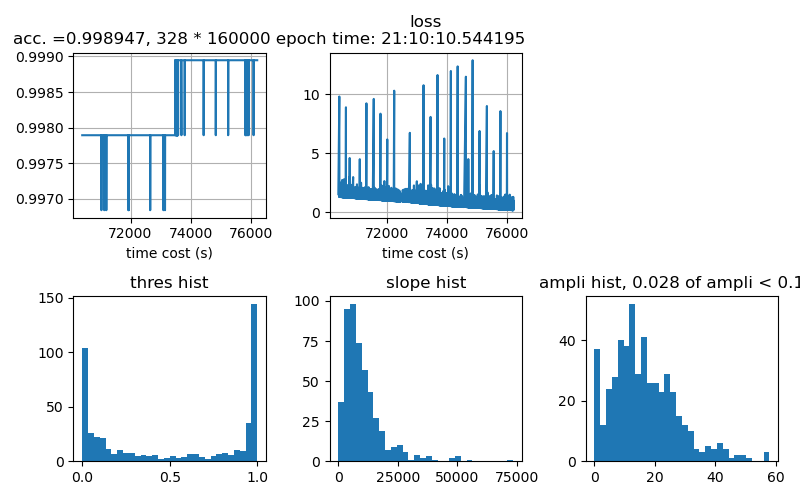 loss
acc. =0.998947, 328 * 160000 epoch time: 21:10:10.544195
0.9990
0.9985
0.9980
0.9975
0.9970
72000 74000 76000
time cost (s)
10
5
0
72000 74000 76000
time cost (s)
thres hist
150
100
50
0
0.0 0.5 1.0
slope hist
100
75
50
25
0
0 25000 50000 75000
ampli hist, 0.028 of ampli < 0.1
40
20
0
0 20 40 60